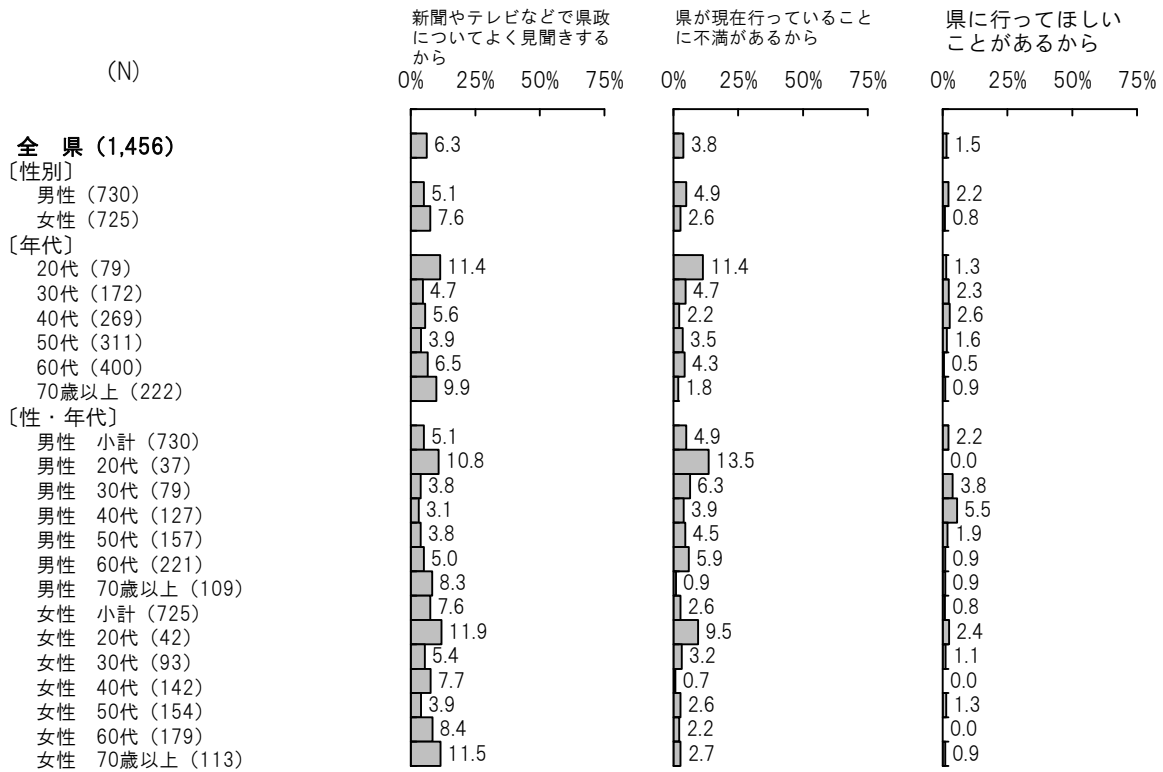 新聞やテレビなどで県政
についてよく見聞きする
から
県が現在行っていること
に不満があるから
県に行ってほしい
ことがあるから
(N)
0% 25% 50% 75% 0% 25% 50% 75% 0% 25% 50% 75%
全　県（1,456） 6.3 3.8 1.5
〔性別〕
男性（730） 5.1 4.9 2.2
女性（725） 7.6 2.6 0.8
〔年代〕
20代（79） 11.4 11.4 1.3
30代（172） 4.7 4.7 2.3
40代（269） 5.6 2.2 2.6
50代（311） 3.9 3.5 1.6
60代（400） 6.5 4.3 0.5
70歳以上（222） 9.9 1.8 0.9
〔性・年代〕
男性　小計（730） 5.1 4.9 2.2
男性　20代（37） 10.8 13.5 0.0
男性　30代（79） 3.8 6.3 3.8
男性　40代（127） 3.1 3.9 5.5
男性　50代（157） 3.8 4.5 1.9
男性　60代（221） 5.0 5.9 0.9
男性　70歳以上（109） 8.3 0.9 0.9
女性　小計（725） 7.6 2.6 0.8
女性　20代（42） 11.9 9.5 2.4
女性　30代（93） 5.4 3.2 1.1
女性　40代（142） 7.7 0.7 0.0
女性　50代（154） 3.9 2.6 1.3
女性　60代（179） 8.4 2.2 0.0
女性　70歳以上（113） 11.5 2.7 0.9